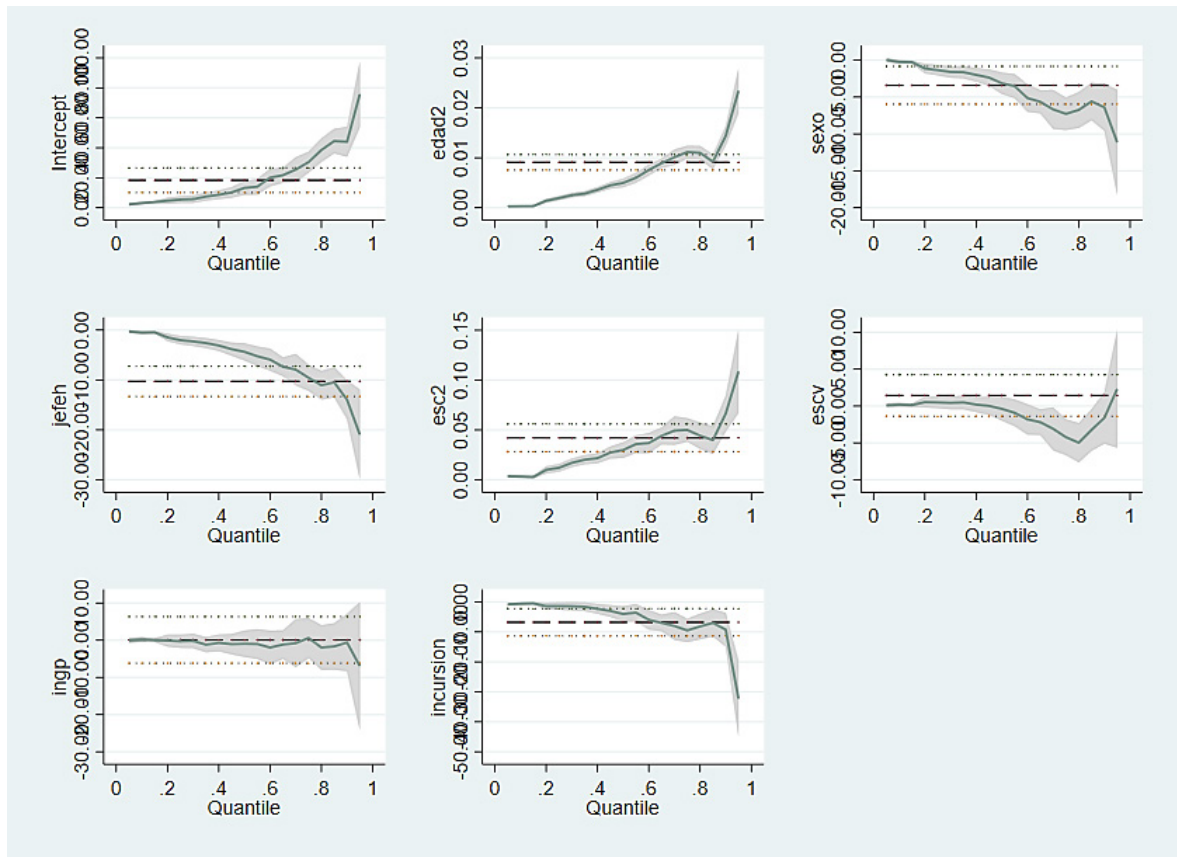 Intercept
0 .2 .4 .6 .8 1
Quantile
edad2
0.00 0.01 0.02 0.03
0 .2 .4 .6 .8 1
Quantile
sexo
0 .2 .4 .6 .8 1
Quantile
jefeh
0 .2 .4 .6 .8 1
Quantile
esc2
0.00 0.05 0.10 0.15
0 .2 .4 .6 .8 1
Quantile
escv
0 .2 .4 .6 .8 1
Quantile
ingp
0 .2 .4 .6 .8 1
Quantile
incursion
0 .2 .4 .6 .8 1
Quantile